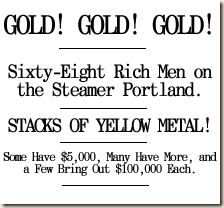 GOLD! GOLD! GOLD!
Sixty-Eight Rich Men on
the Steamer Portland.
STACKS OF YELLOW METAL!
Some Have $5,000, Many Have More, and
a Few Bring Out $100,000 Each.